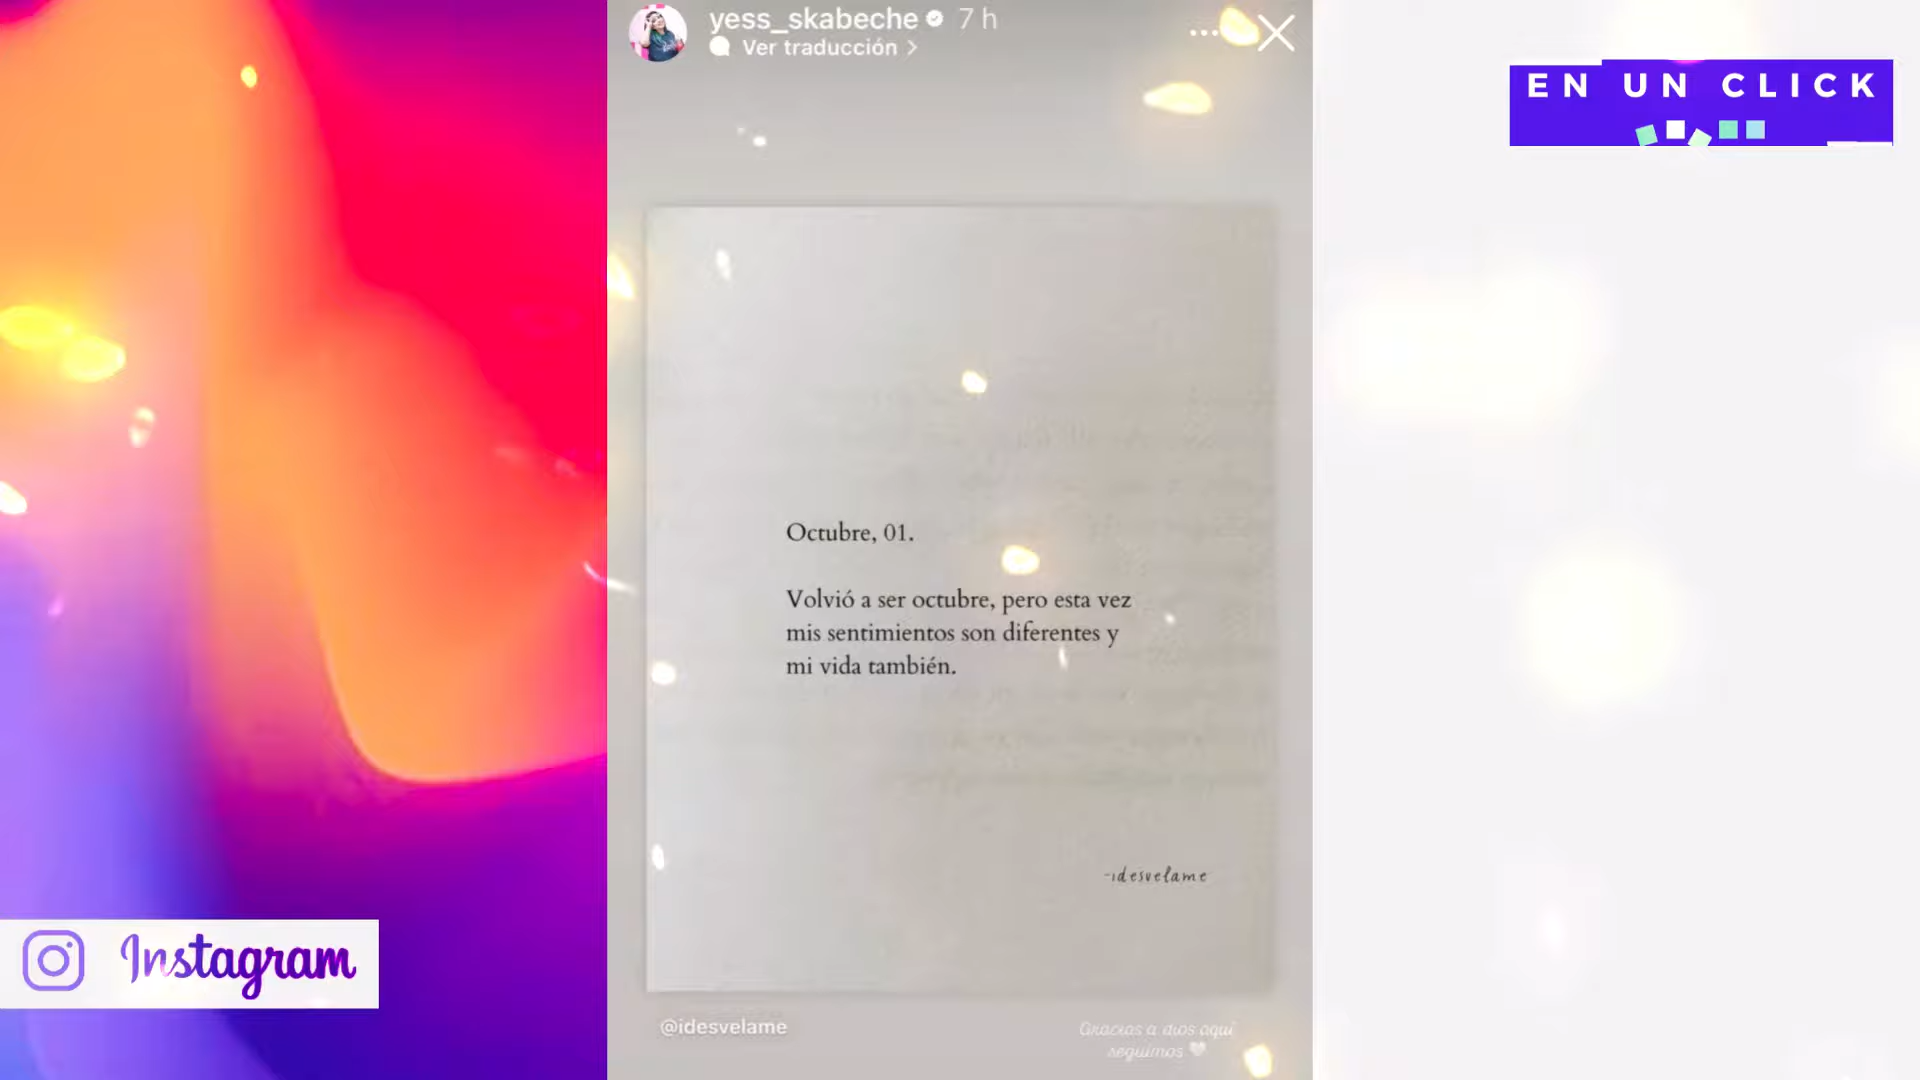 yess_skabeche 7 h
Ver traducción
EN UN CLICK
Octubre, 01.
Volvió a ser octubre, pero esta vez
mis sentimientos son diferentes y
mi vida también.
-idesvelame
Instagram
@idesvelame
Gracias a dios aquí
seguimos